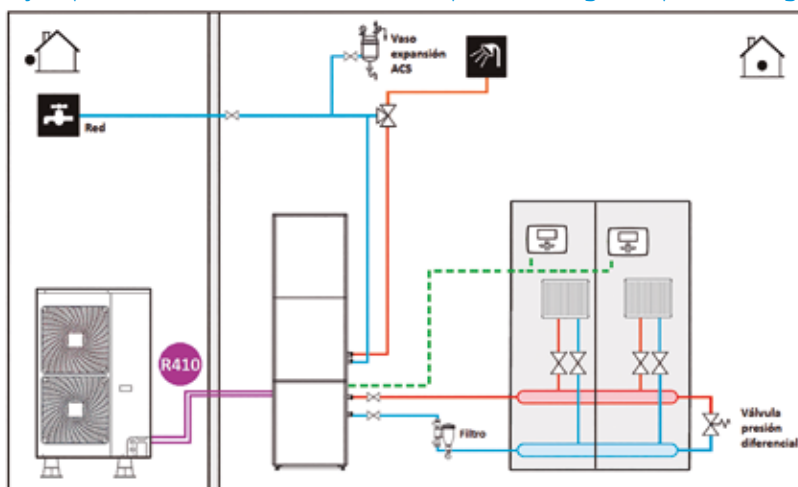 Vaso
expansión
ACS
Red
R410
Filtro
Válvula
presión
diferencial